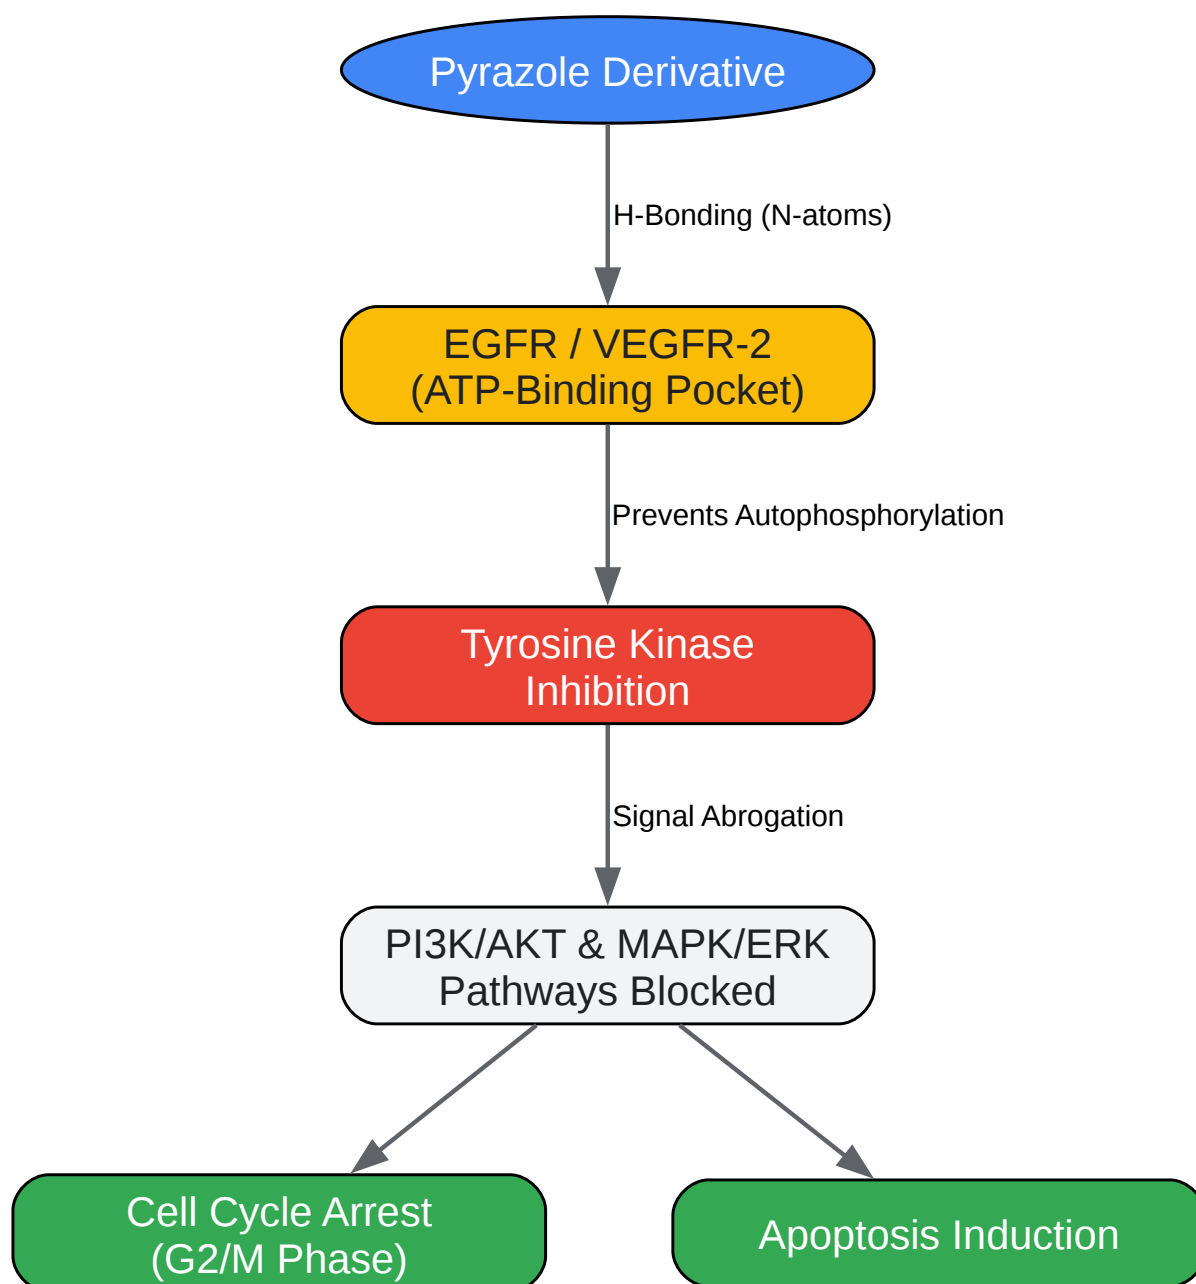 Pyrazole Derivative
H-Bonding (N-atoms)
EGFR / VEGFR-2
(ATP-Binding Pocket)
Prevents Autophosphorylation
Tyrosine Kinase
Inhibition
Signal Abrogation
PI3K/AKT & MAPK/ERK
Pathways Blocked
Cell Cycle Arrest
(G2/M Phase)
Apoptosis Induction